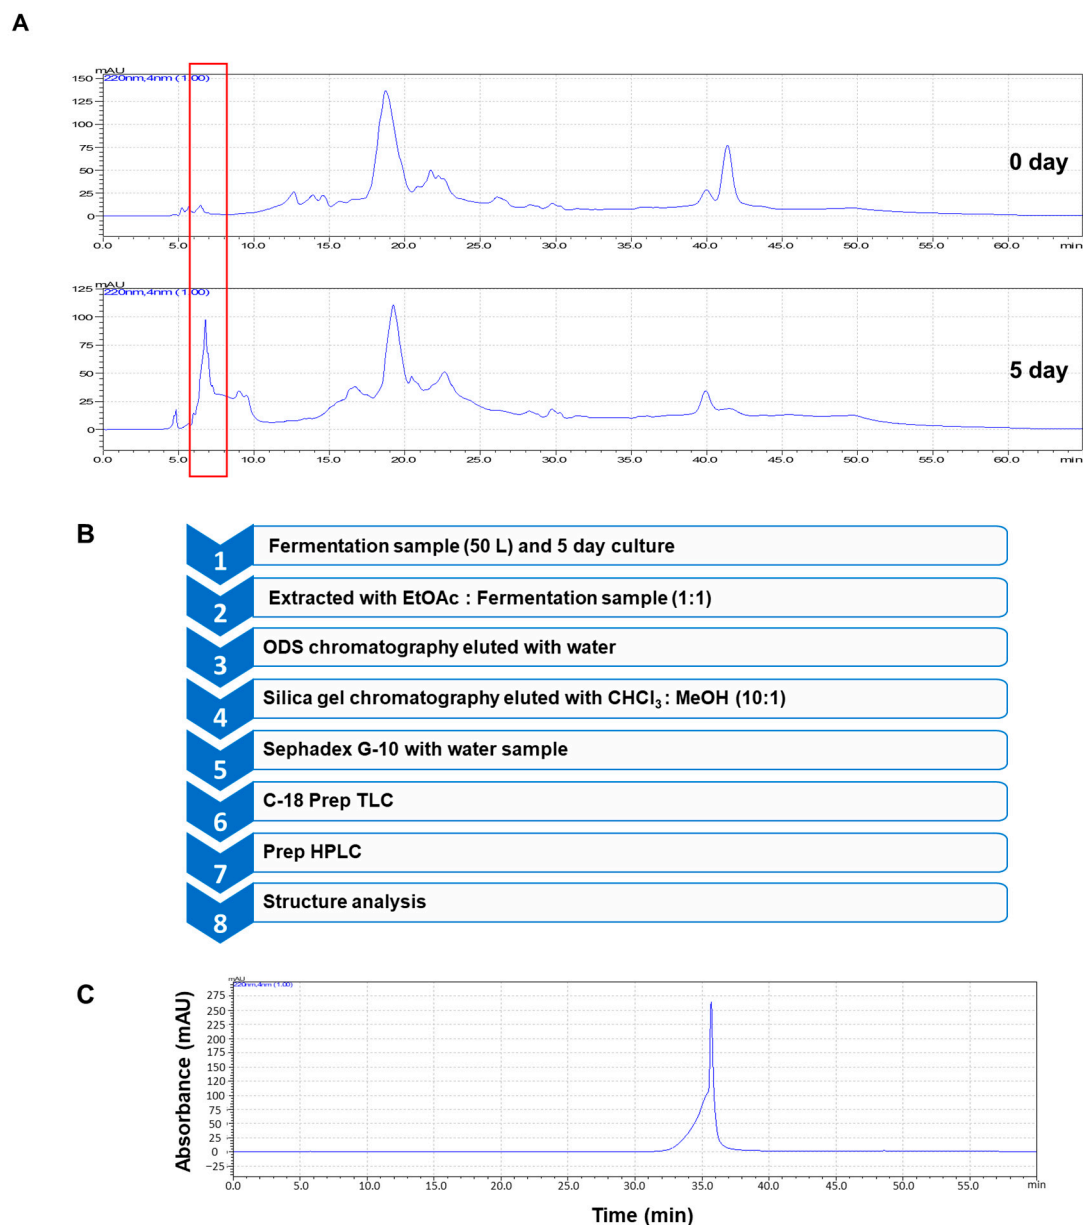 A
mAU
220nm,4nm (1.00)
150
125
100
75
50
25
0
0 day
0.0 5.0 10.0 15.0 20.0 25.0 30.0 35.0 40.0 45.0 50.0 55.0 60.0 min
mAU
220nm,4nm (1.00)
125
100
75
50
25
0
5 day
0.0 5.0 10.0 15.0 20.0 25.0 30.0 35.0 40.0 45.0 50.0 55.0 60.0 min
B
1 Fermentation sample (50 L) and 5 day culture
2 Extracted with EtOAc : Fermentation sample (1:1)
3 ODS chromatography eluted with water
4 Silica gel chromatography eluted with CHCl₃ : MeOH (10:1)
5 Sephadex G-10 with water sample
6 C-18 Prep TLC
7 Prep HPLC
8 Structure analysis
C
mAU
220nm,4nm (1.00)
Absorbance (mAU)
275
250
225
200
175
150
120
100
75
50
25
0
−25
0.0 5.0 10.0 15.0 20.0 25.0 30.0 35.0 40.0 45.0 50.0 55.0 min
Time (min)